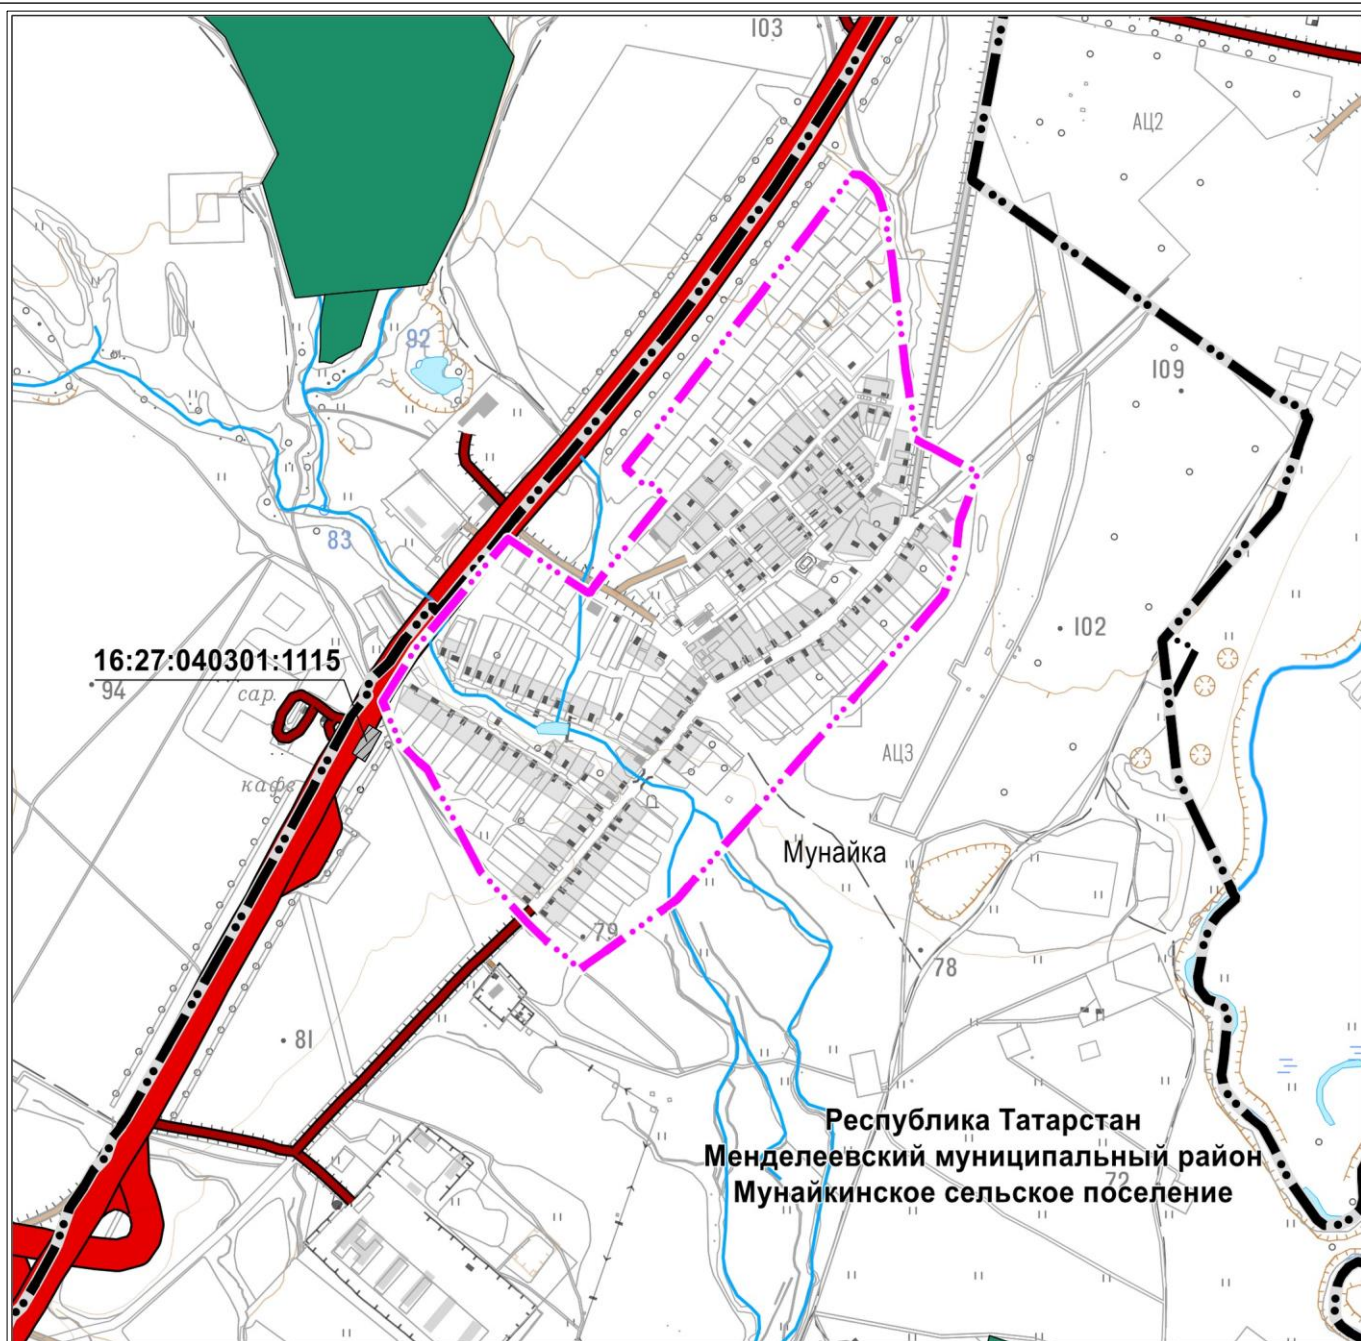 103
АЦ2
92
109
83
102
16:27:040301:1115
94
сар.
АЦ3
кафе
Мунайка
79
78
81
Республика Татарстан
Менделеевский муниципальный район
72
Мунайкинское сельское поселение